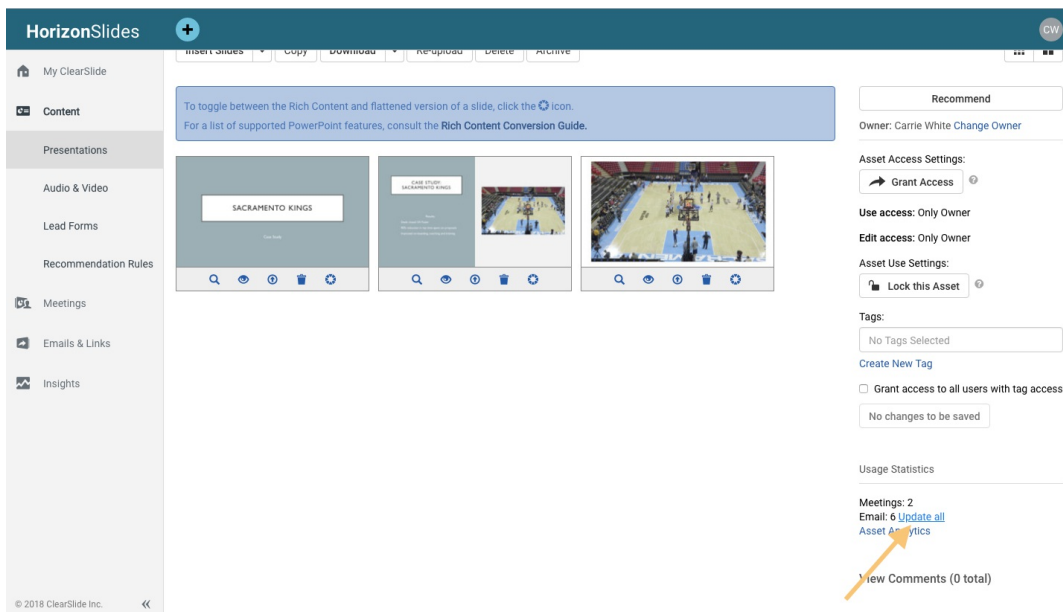 HorizonSlides
CW
Insert Slides Copy Download Re-upload Delete Archive
My ClearSlide
Content
Presentations
Audio & Video
Lead Forms
Recommendation Rules
Meetings
Emails & Links
Insights
© 2018 ClearSlide Inc.
To toggle between the Rich Content and flattened version of a slide, click the icon.
For a list of supported PowerPoint features, consult the Rich Content Conversion Guide.
SACRAMENTO KINGS
Case Study
CASE STUDY:
SACRAMENTO KINGS
Recommend
Owner: Carrie White Change Owner
Asset Access Settings:
Grant Access
Use access: Only Owner
Edit access: Only Owner
Asset Use Settings:
Lock this Asset
Tags:
No Tags Selected
Create New Tag
Grant access to all users with tag access
No changes to be saved
Usage Statistics
Meetings: 2
Email: 6 Update all
Asset Analytics
View Comments (0 total)